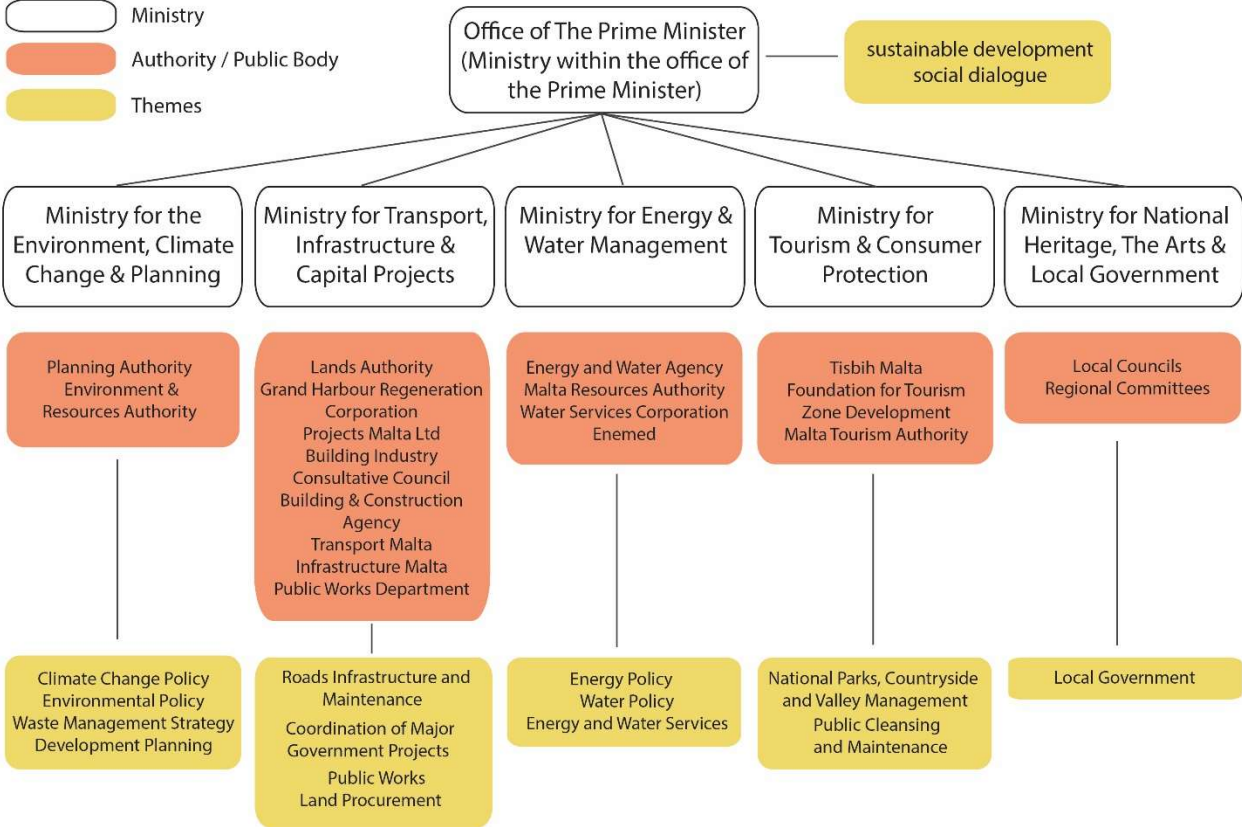 Ministry
Authority / Public Body
Themes
Office of The Prime Minister
(Ministry within the office of
the Prime Minister)
sustainable development
social dialogue
Ministry for the
Environment, Climate
Change & Planning
Ministry for Transport,
Infrastructure &
Capital Projects
Ministry for Energy &
Water Management
Ministry for
Tourism & Consumer
Protection
Ministry for National
Heritage, The Arts &
Local Government
Planning Authority
Environment &
Resources Authority
Lands Authority
Grand Harbour Regeneration
Corporation
Projects Malta Ltd
Building Industry
Consultative Council
Building & Construction
Agency
Transport Malta
Infrastructure Malta
Public Works Department
Energy and Water Agency
Malta Resources Authority
Water Services Corporation
Enemed
Tisbih Malta
Foundation for Tourism
Zone Development
Malta Tourism Authority
Local Councils
Regional Committees
Climate Change Policy
Environmental Policy
Waste Management Strategy
Development Planning
Roads Infrastructure and
Maintenance
Coordination of Major
Government Projects
Public Works
Land Procurement
Energy Policy
Water Policy
Energy and Water Services
National Parks, Countryside
and Valley Management
Public Cleansing
and Maintenance
Local Government